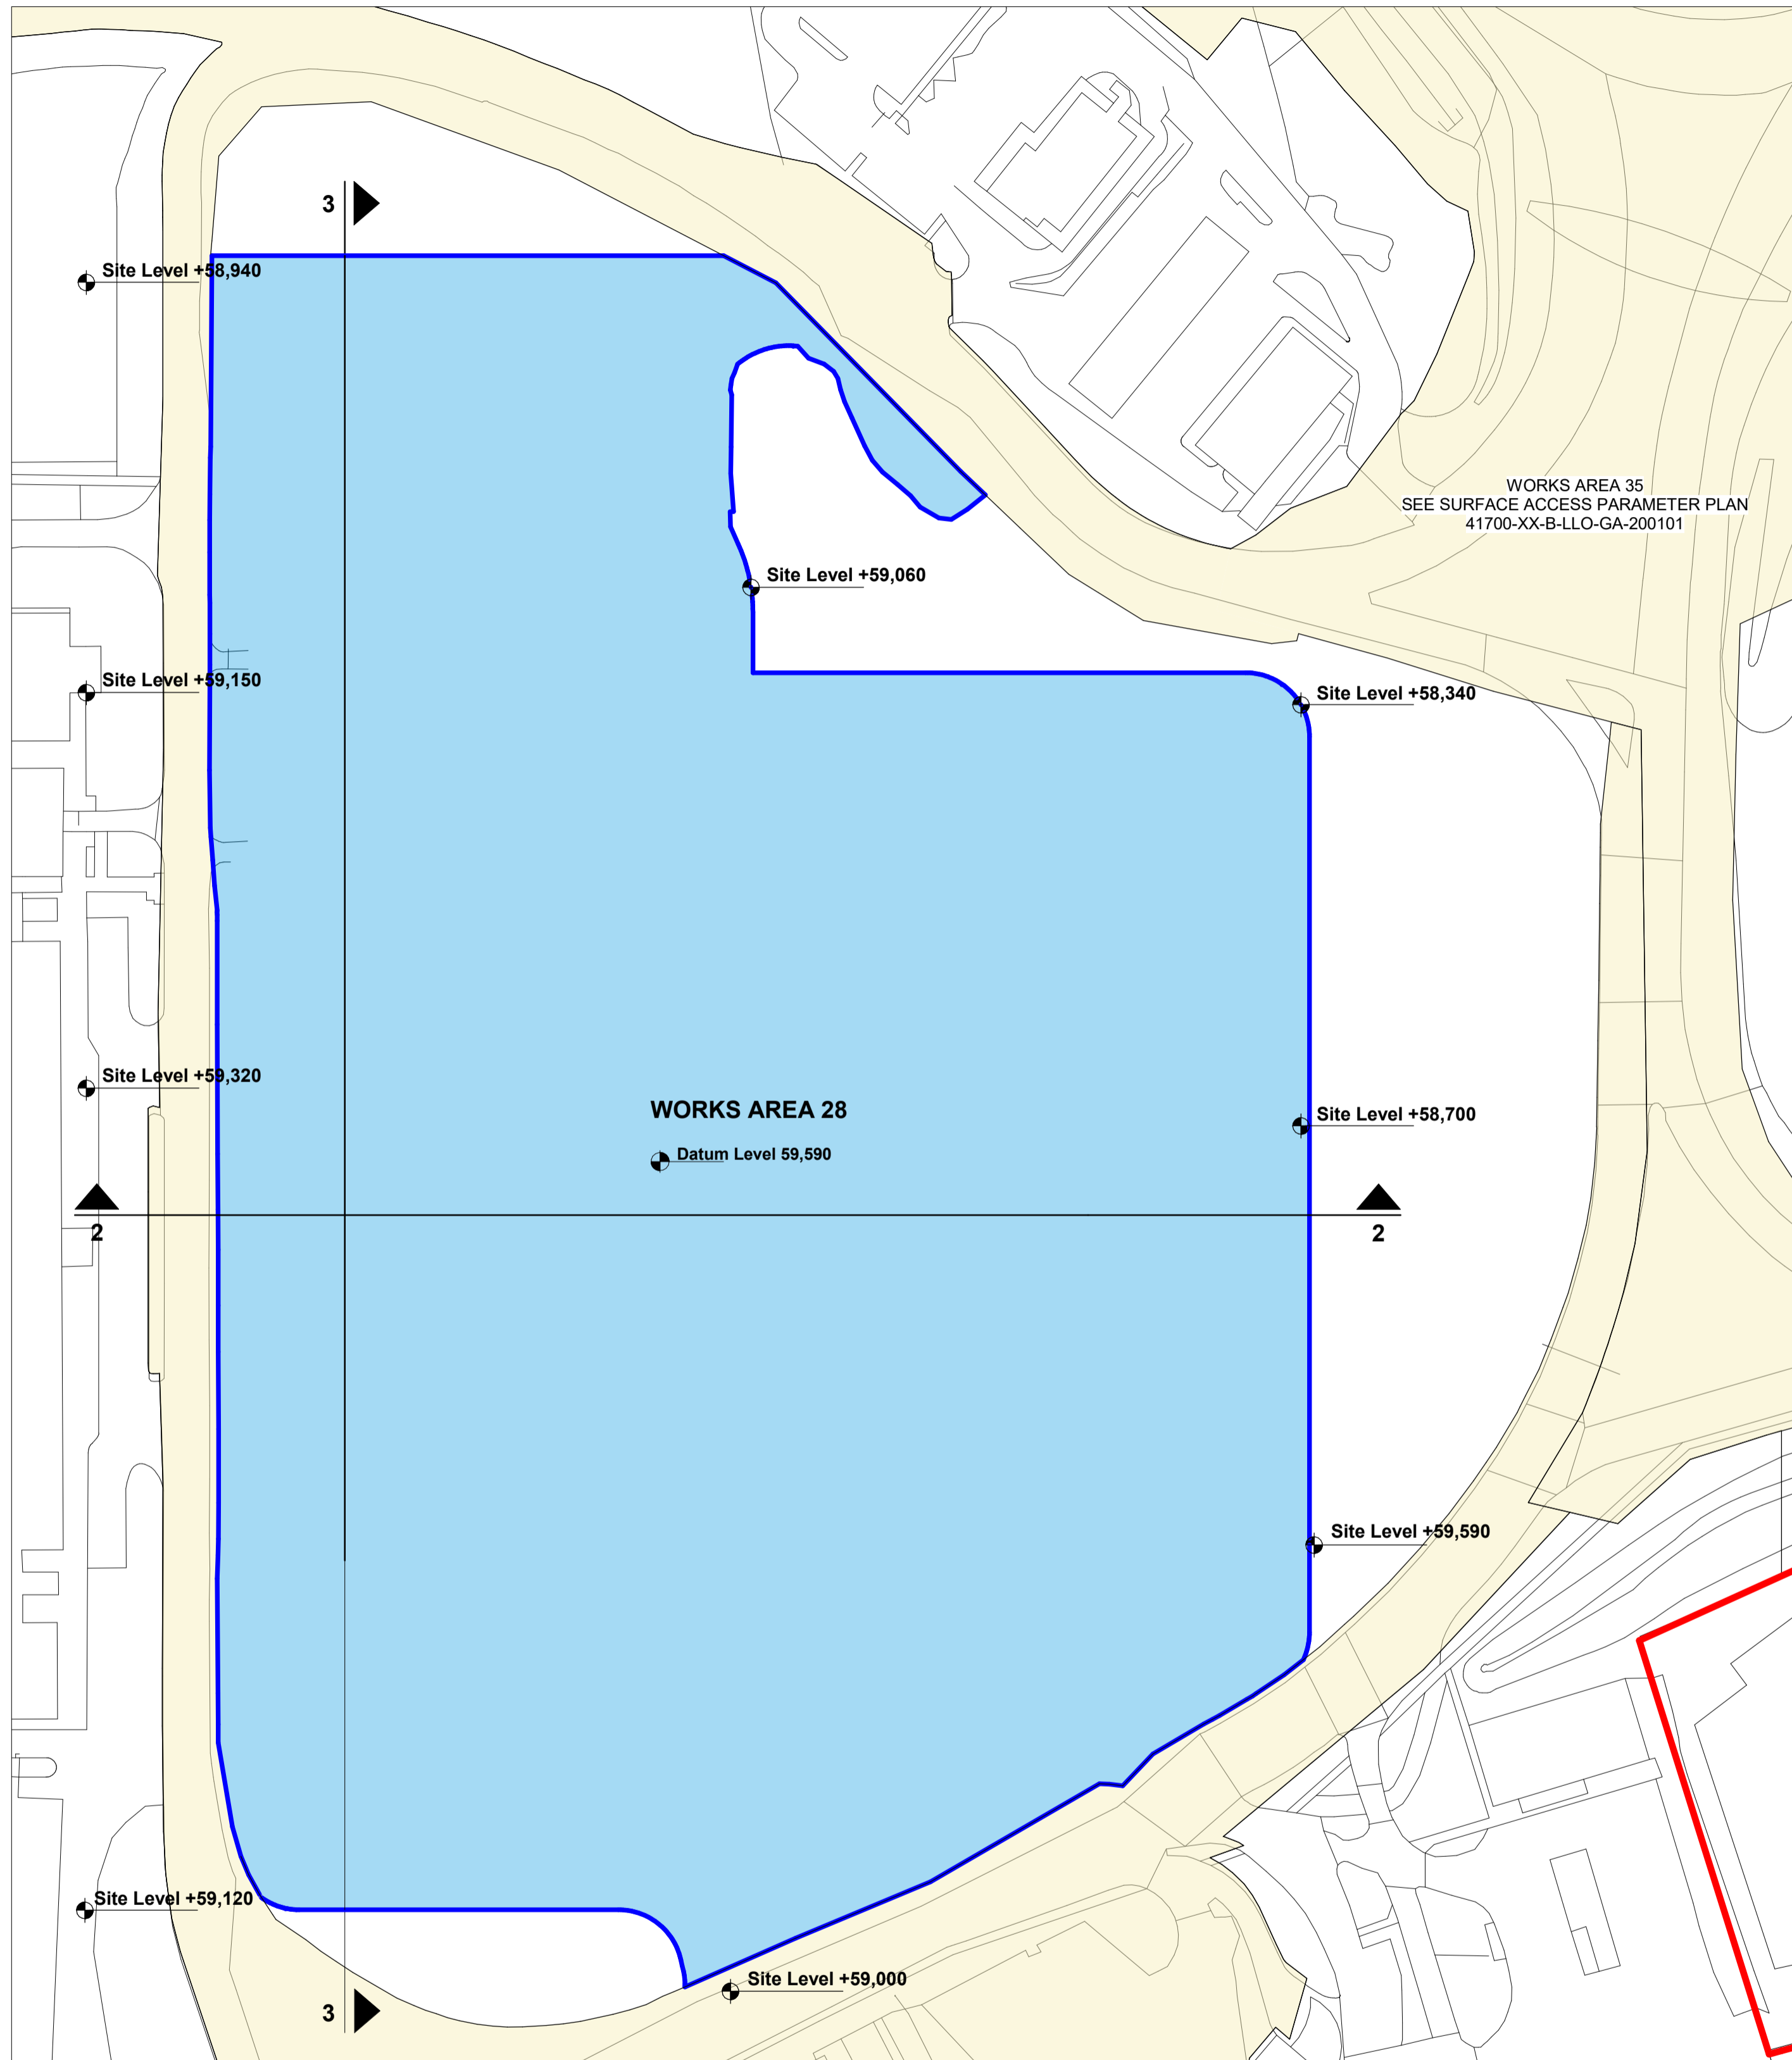 3
Site Level +58,940
WORKS AREA 35
SEE SURFACE ACCESS PARAMETER PLAN
41700-XX-B-LLO-GA-200101
Site Level +59,060
Site Level +59,150
Site Level +58,340
Site Level +59,320
WORKS AREA 28
Site Level +58,700
Datum Level 59,590
2
2
Site Level +59,590
Site Level +59,120
Site Level +59,000
3